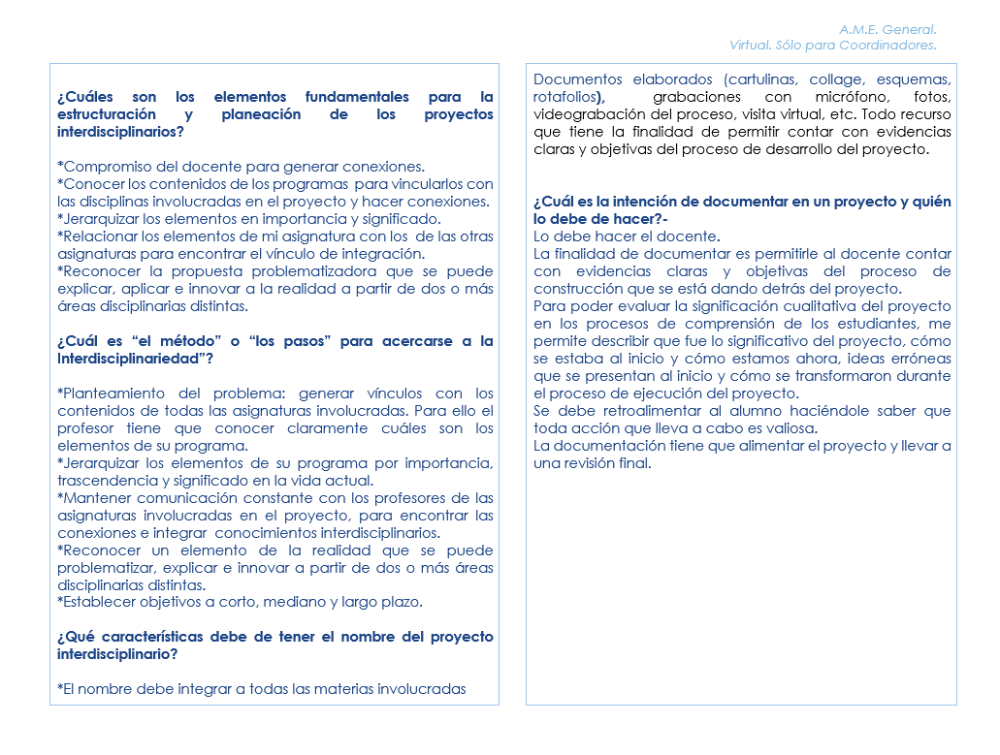 A.M.E. General.
Virtual. Sólo para Coordinadores.
¿Cuáles son los elementos fundamentales para la
estructuración y planeación de los proyectos
interdisciplinarios?
*Compromiso del docente para generar conexiones.
*Conocer los contenidos de los programas para vincularlos con
las disciplinas involucradas en el proyecto y hacer conexiones.
*Jerarquizar los elementos en importancia y significado.
*Relacionar los elementos de mi asignatura con los de las otras
asignaturas para encontrar el vínculo de integración.
*Reconocer la propuesta problematizadora que se puede
explicar, aplicar e innovar a la realidad a partir de dos o más
áreas disciplinarias distintas.
¿Cuál es “el método” o “los pasos” para acercarse a la
Interdisciplinariedad”?
*Planteamiento del problema: generar vínculos con los
contenidos de todas las asignaturas involucradas. Para ello el
profesor tiene que conocer claramente cuáles son los
elementos de su programa.
*Jerarquizar los elementos de su programa por importancia,
trascendencia y significado en la vida actual.
*Mantener comunicación constante con los profesores de las
asignaturas involucradas en el proyecto, para encontrar las
conexiones e integrar conocimientos interdisciplinarios.
*Reconocer un elemento de la realidad que se puede
problematizar, explicar e innovar a partir de dos o más áreas
disciplinarias distintas.
*Establecer objetivos a corto, mediano y largo plazo.
¿Qué características debe de tener el nombre del proyecto
interdisciplinario?
*El nombre debe integrar a todas las materias involucradas
Documentos elaborados (cartulinas, collage, esquemas,
rotafolios), grabaciones con micrófono, fotos,
videograbación del proceso, visita virtual, etc. Todo recurso
que tiene la finalidad de permitir contar con evidencias
claras y objetivas del proceso de desarrollo del proyecto.
¿Cuál es la intención de documentar en un proyecto y quién
lo debe de hacer?-
Lo debe hacer el docente.
La finalidad de documentar es permitirle al docente contar
con evidencias claras y objetivas del proceso de
construcción que se está dando detrás del proyecto.
Para poder evaluar la significación cualitativa del proyecto
en los procesos de comprensión de los estudiantes, me
permite describir que fue lo significativo del proyecto, cómo
se estaba al inicio y cómo estamos ahora, ideas erróneas
que se presentan al inicio y cómo se transformaron durante
el proceso de ejecución del proyecto.
Se debe retroalimentar al alumno haciéndole saber que
toda acción que lleva a cabo es valiosa.
La documentación tiene que alimentar el proyecto y llevar a
una revisión final.